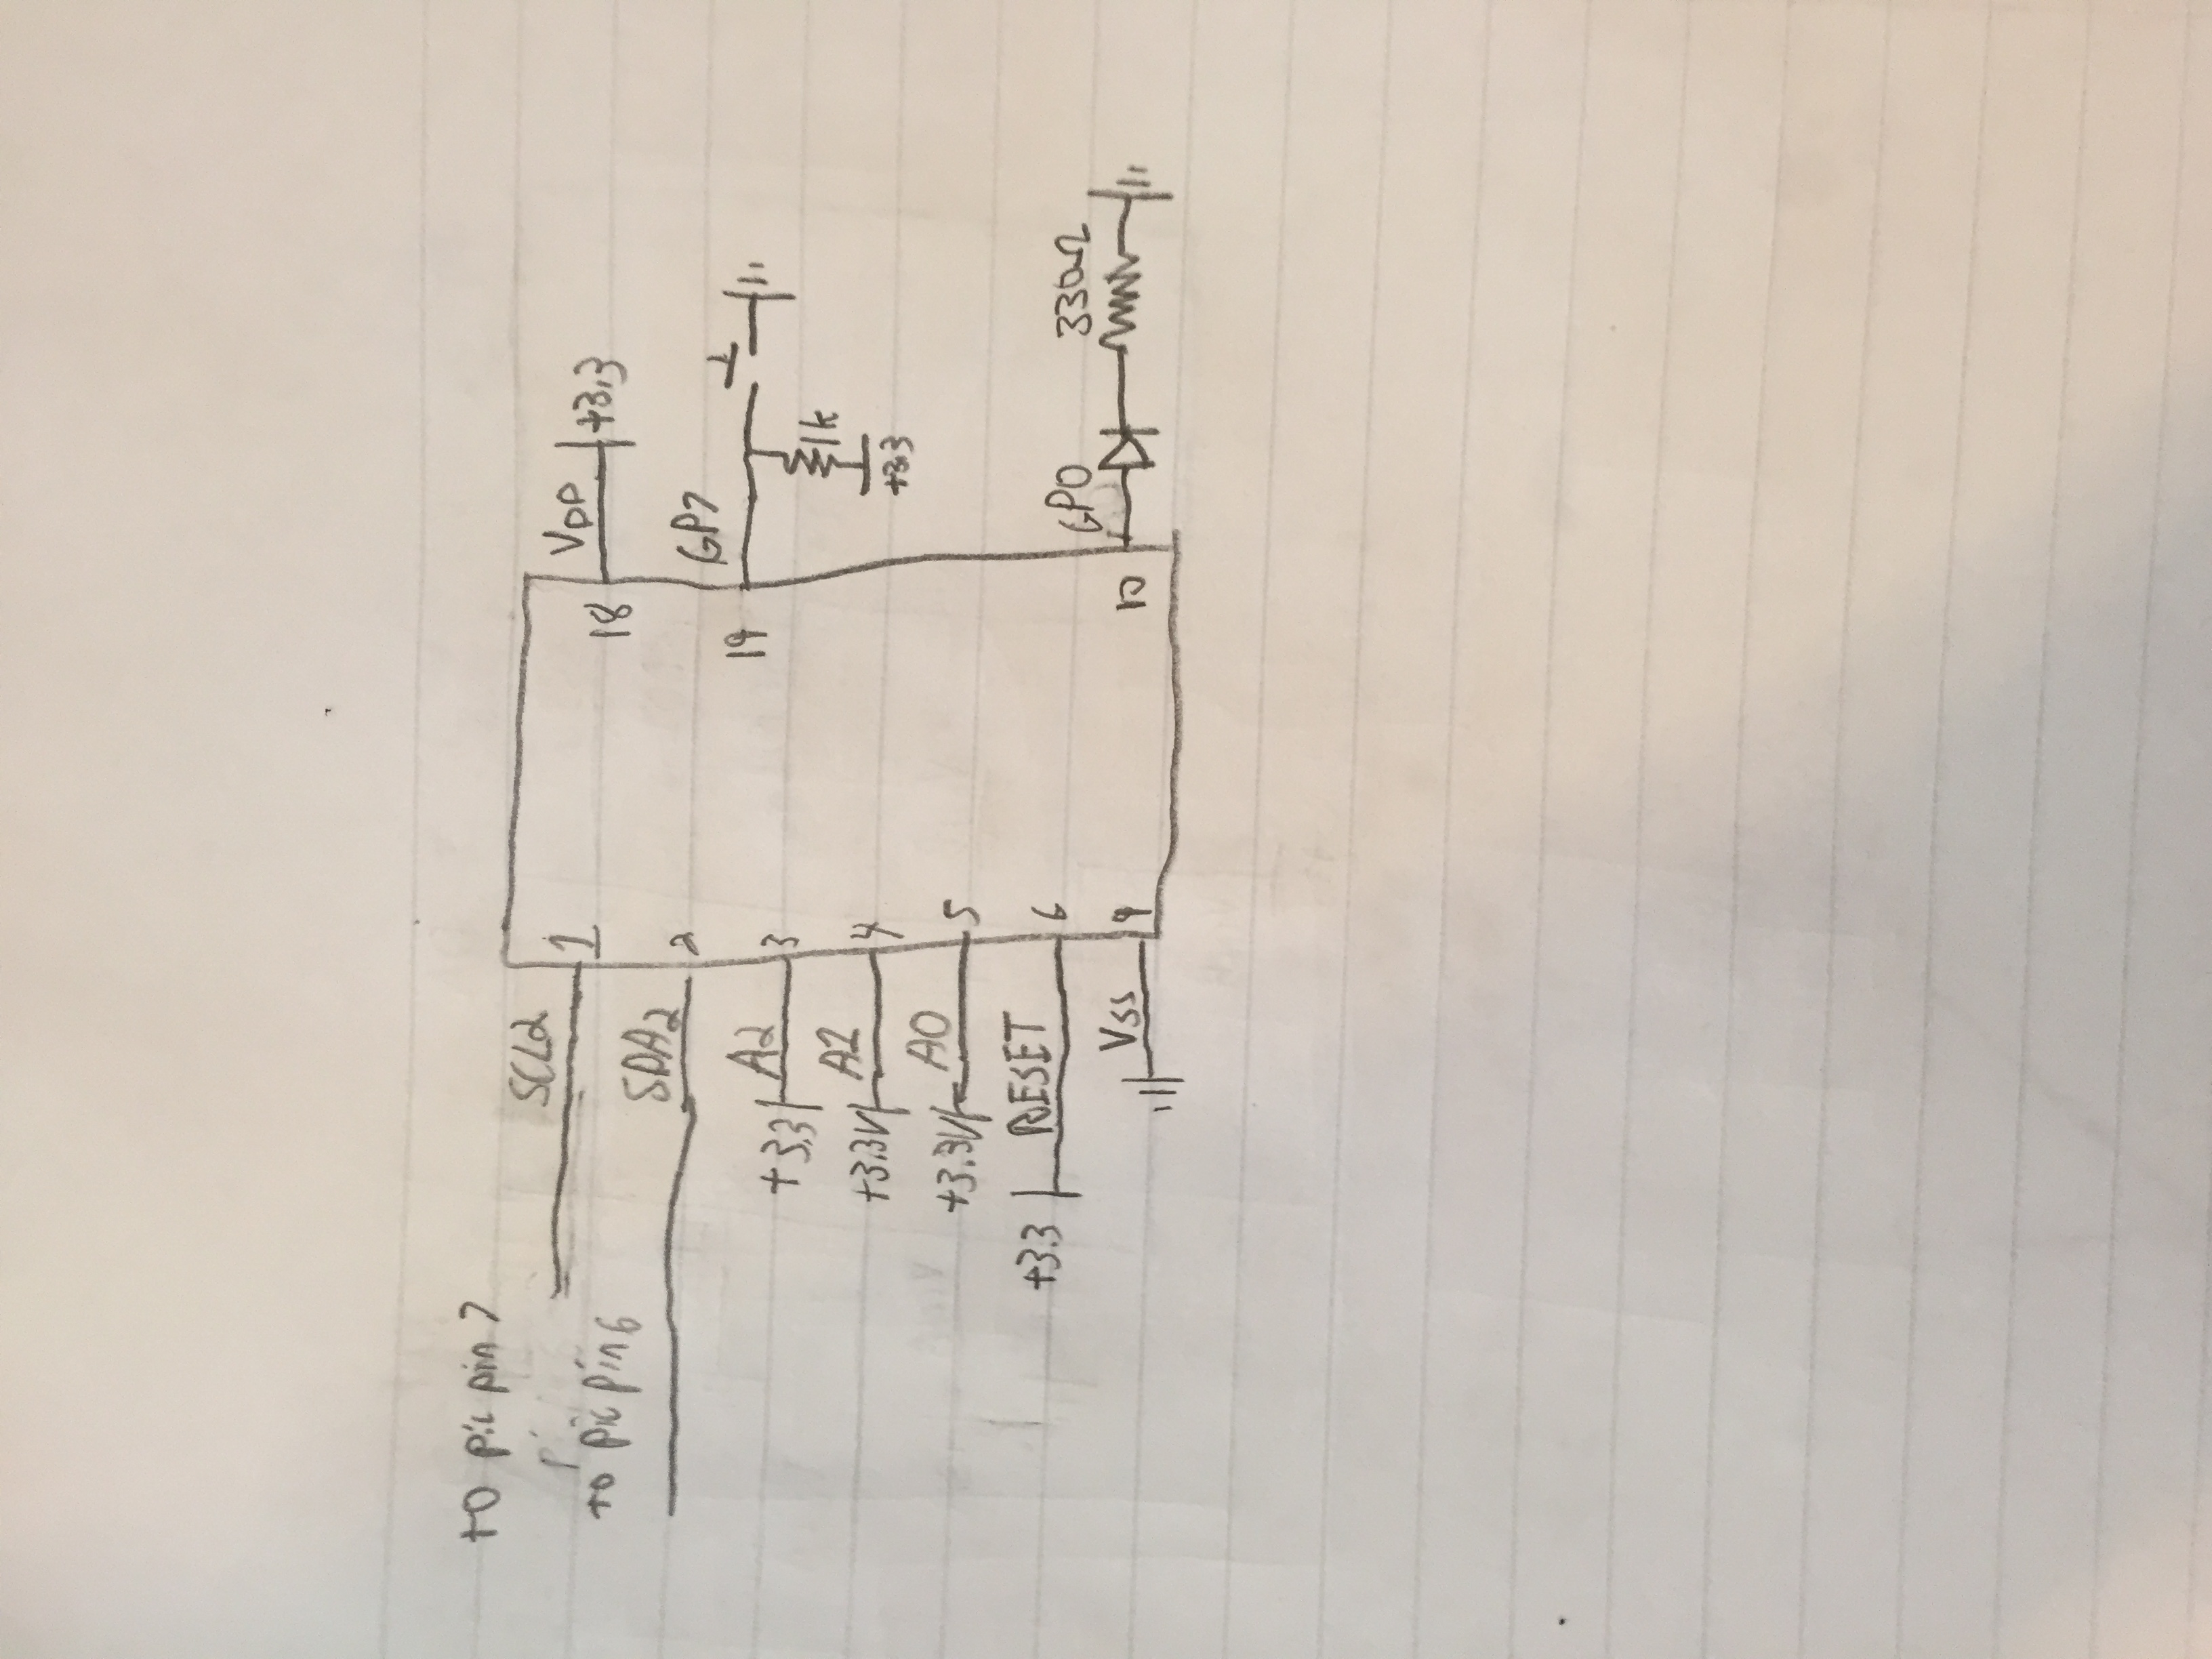 to pic pin 7
SCL2
1
to pic pin 6
SDA2
2
+3.3
A2
3
+3.3V
A1
4
+3.3V
A0
5
+3.3
RESET
6
Vss
9
18
VDD
+3.3
19
GP7
1k
+3.3
10
GP0
330Ω